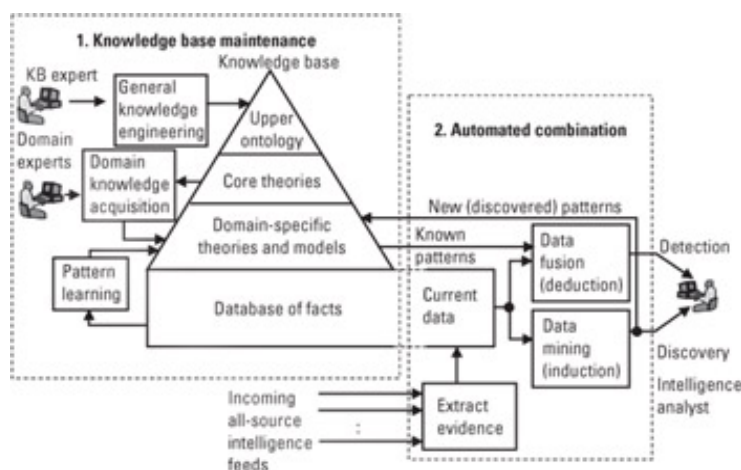 1. Knowledge base maintenance
Knowledge base
KB expert
General
knowledge
engineering
Upper
ontology
Domain
experts
Domain
knowledge
acquisition
Core theories
Domain-specific
theories and models
Pattern
learning
Database of facts
2. Automated combination
New (discovered) patterns
Known
patterns
Data
fusion
(deduction)
Detection
Current
data
Data
mining
(induction)
Discovery
Intelligence
analyst
Extract
evidence
Incoming
all-source
intelligence
feeds
: